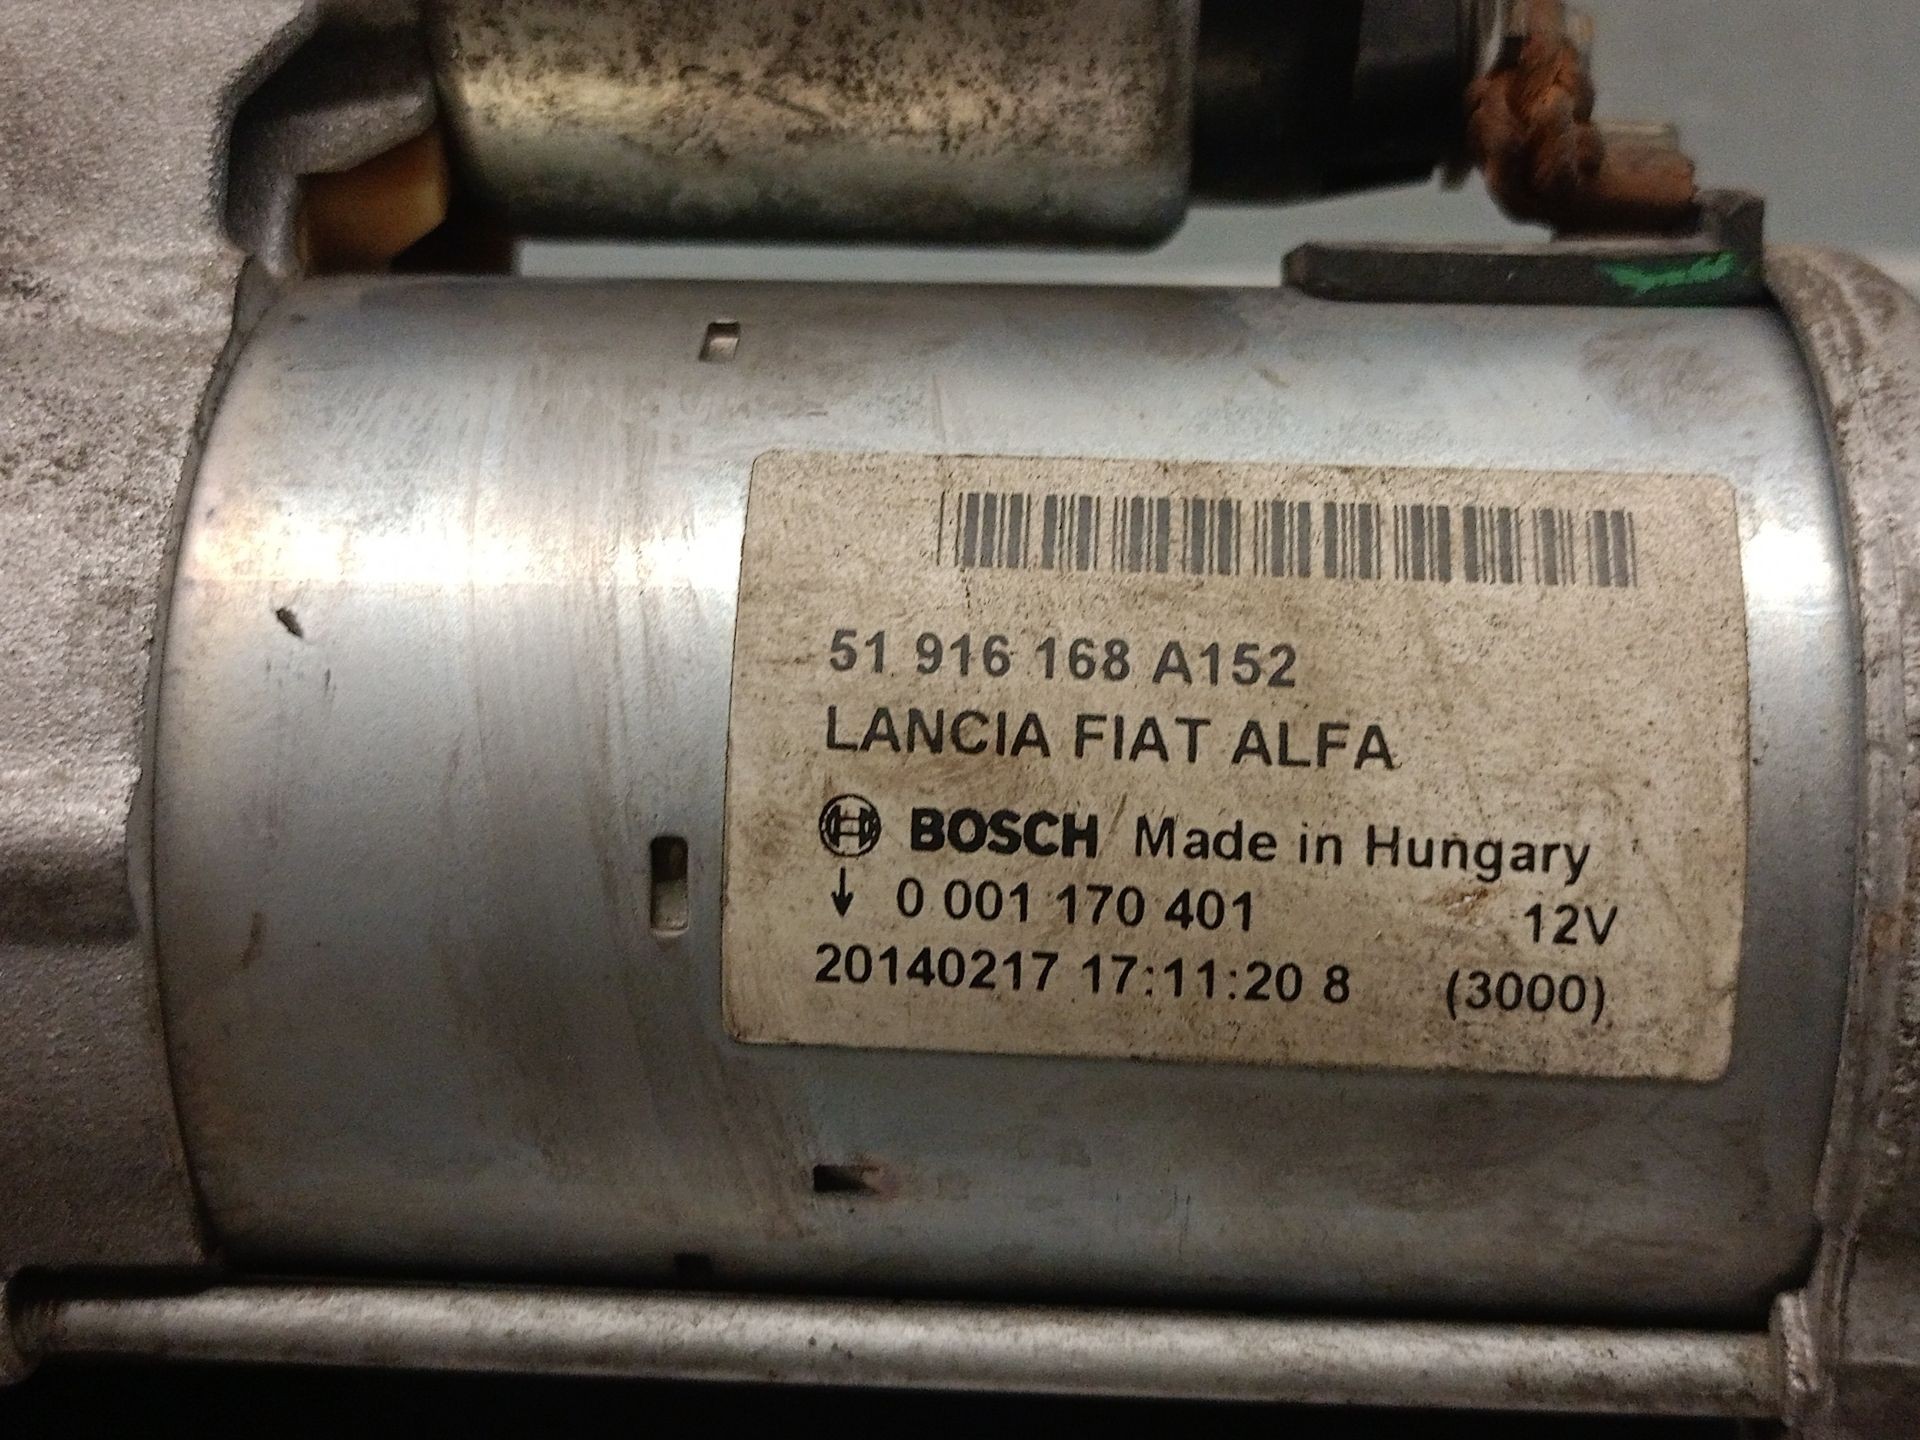 51 916 168 A152
LANCIA FIAT ALFA
BOSCH Made in Hungary
↓ 0 001 170 401 12V
20140217 17:11:20 8 (3000)